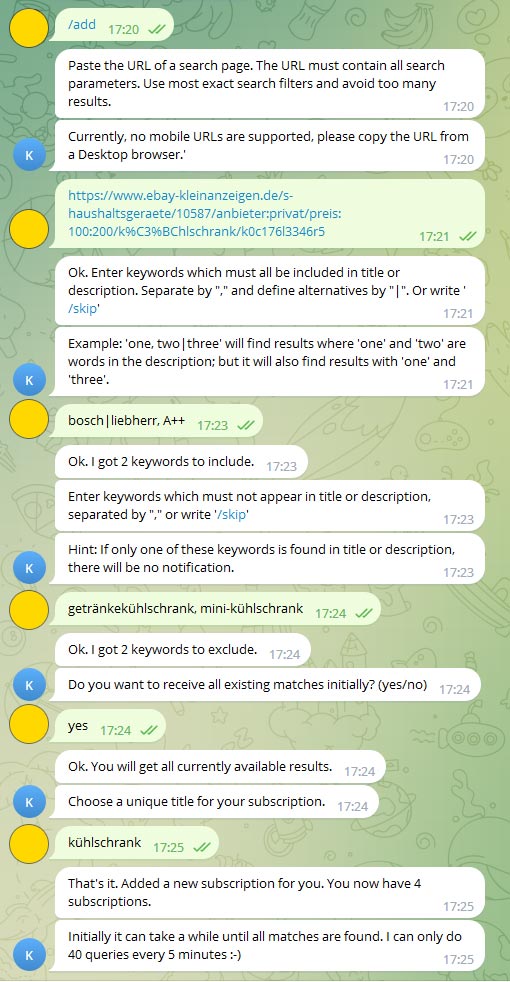 /add 17:20
Paste the URL of a search page. The URL must contain all search
parameters. Use most exact search filters and avoid too many
results.
17:20
Currently, no mobile URLs are supported, please copy the URL from
a Desktop browser.'
17:20
K
https://www.ebay-kleinanzeigen.de/s-
haushaltsgeraete/10587/anbieter:privat/preis:
100:200/k%C3%BChlschrank/k0c176l3346r5
17:21
Ok. Enter keywords which must all be included in title or
description. Separate by "," and define alternatives by "|". Or write '
/skip'
17:21
Example: 'one, two|three' will find results where 'one' and 'two' are
words in the description; but it will also find results with 'one' and
'three'.
17:21
K
bosch|liebherr, A++ 17:23
Ok. I got 2 keywords to include. 17:23
Enter keywords which must not appear in title or description,
separated by "," or write '/skip'
17:23
Hint: If only one of these keywords is found in title or description,
there will be no notification.
17:23
K
getränkekühlschrank, mini-kühlschrank 17:24
Ok. I got 2 keywords to exclude. 17:24
K
Do you want to receive all existing matches initially? (yes/no) 17:24
yes 17:24
Ok. You will get all currently available results. 17:24
K
Choose a unique title for your subscription. 17:24
kühlschrank 17:25
That's it. Added a new subscription for you. You now have 4
subscriptions.
17:25
Initially it can take a while until all matches are found. I can only do
40 queries every 5 minutes :-)
17:25
K